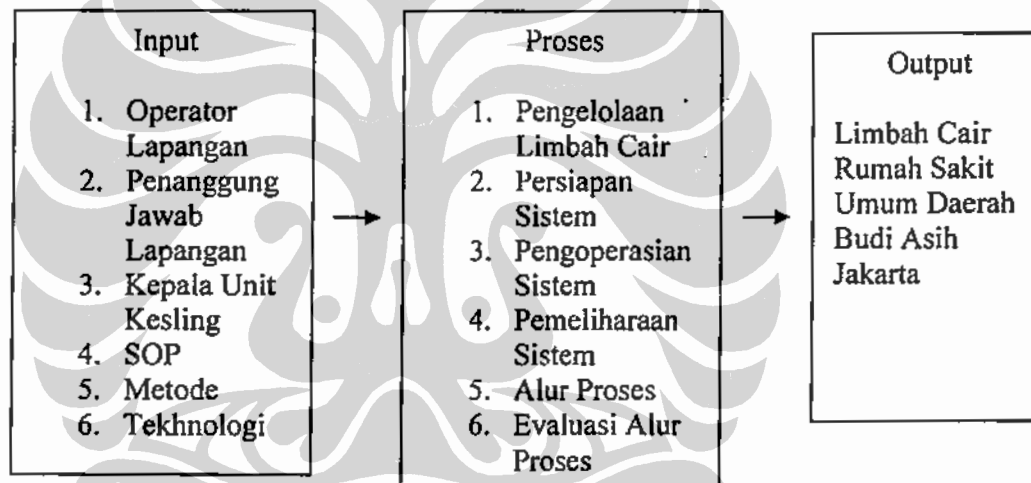 Input
1. Operator
Lapangan
2. Penanggung
Jawab
Lapangan
3. Kepala Unit
Kesling
4. SOP
5. Metode
6. Tekhnologi
Proses
1. Pengelolaan
Limbah Cair
2. Persiapan
Sistem
3. Pengoperasian
Sistem
4. Pemeliharaan
Sistem
5. Alur Proses
6. Evaluasi Alur
Proses
Output
Limbah Cair
Rumah Sakit
Umum Daerah
Budi Asih
Jakarta